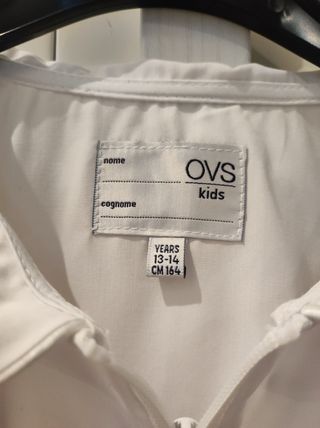 nome
OVS
kids
cognome
YEARS
13-14
CM 164